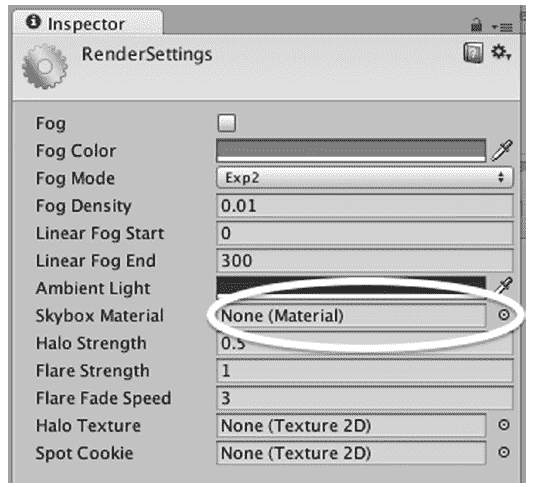 Inspector
RenderSettings
Fog
Fog Color
Fog Mode Exp2
Fog Density 0.01
Linear Fog Start 0
Linear Fog End 300
Ambient Light
Skybox Material None (Material)
Halo Strength 0.5
Flare Strength 1
Flare Fade Speed 3
Halo Texture None (Texture 2D)
Spot Cookie None (Texture 2D)